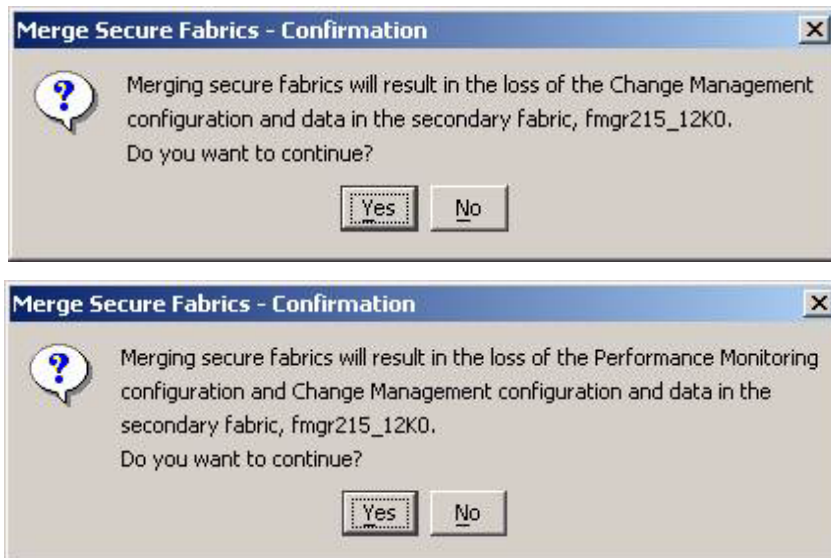 Merge Secure Fabrics - Confirmation
Merging secure fabrics will result in the loss of the Change Management
configuration and data in the secondary fabric, fmgr215_12K0.
Do you want to continue?
Yes No
Merge Secure Fabrics - Confirmation
Merging secure fabrics will result in the loss of the Performance Monitoring
configuration and Change Management configuration and data in the
secondary fabric, fmgr215_12K0.
Do you want to continue?
Yes No